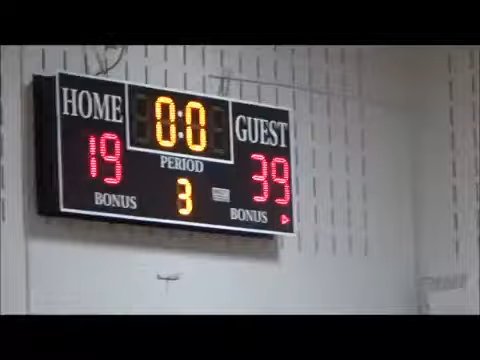 HOME 0:0 GUEST
19 PERIOD 39
BONUS 3 BONUS